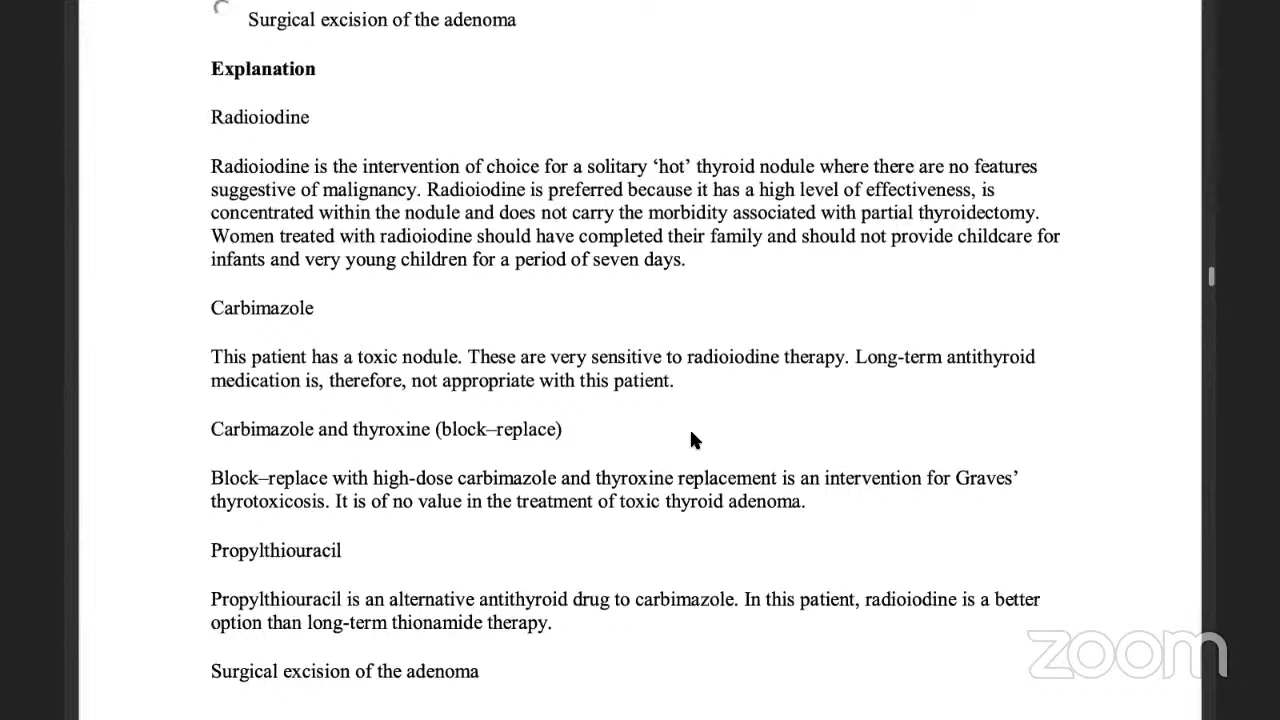 Surgical excision of the adenoma
Explanation
Radioiodine
Radioiodine is the intervention of choice for a solitary ‘hot’ thyroid nodule where there are no features
suggestive of malignancy. Radioiodine is preferred because it has a high level of effectiveness, is
concentrated within the nodule and does not carry the morbidity associated with partial thyroidectomy.
Women treated with radioiodine should have completed their family and should not provide childcare for
infants and very young children for a period of seven days.
Carbimazole
This patient has a toxic nodule. These are very sensitive to radioiodine therapy. Long-term antithyroid
medication is, therefore, not appropriate with this patient.
Carbimazole and thyroxine (block–replace)
Block–replace with high-dose carbimazole and thyroxine replacement is an intervention for Graves’
thyrotoxicosis. It is of no value in the treatment of toxic thyroid adenoma.
Propylthiouracil
Propylthiouracil is an alternative antithyroid drug to carbimazole. In this patient, radioiodine is a better
option than long-term thionamide therapy.
Surgical excision of the adenoma
zoom